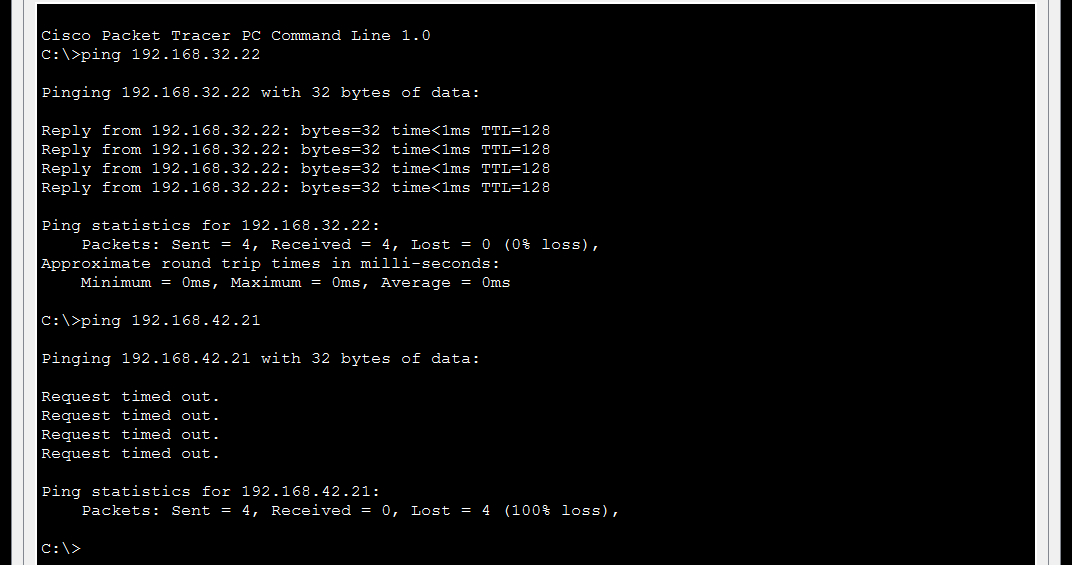 Cisco Packet Tracer PC Command Line 1.0
C:\>ping 192.168.32.22
Pinging 192.168.32.22 with 32 bytes of data:
Reply from 192.168.32.22: bytes=32 time<1ms TTL=128
Reply from 192.168.32.22: bytes=32 time<1ms TTL=128
Reply from 192.168.32.22: bytes=32 time<1ms TTL=128
Reply from 192.168.32.22: bytes=32 time<1ms TTL=128
Ping statistics for 192.168.32.22:
    Packets: Sent = 4, Received = 4, Lost = 0 (0% loss),
Approximate round trip times in milli-seconds:
    Minimum = 0ms, Maximum = 0ms, Average = 0ms
C:\>ping 192.168.42.21
Pinging 192.168.42.21 with 32 bytes of data:
Request timed out.
Request timed out.
Request timed out.
Request timed out.
Ping statistics for 192.168.42.21:
    Packets: Sent = 4, Received = 0, Lost = 4 (100% loss),
C:\>